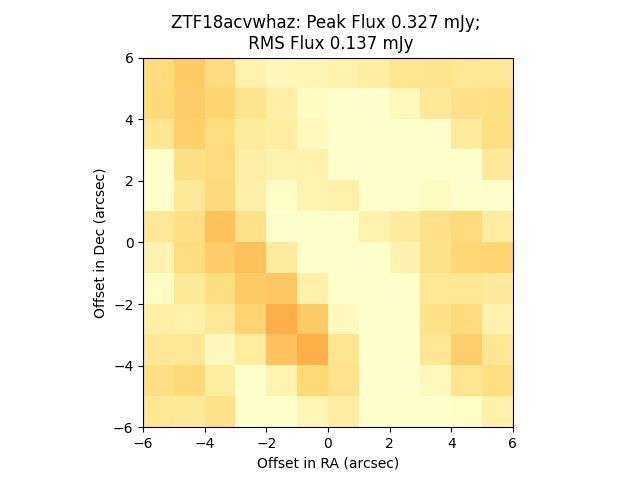 ZTF18acvwhaz: Peak Flux 0.327 mJy;
RMS Flux 0.137 mJy
6
4
2
0
−2
−4
−6
Offset in Dec (arcsec)
−6 −4 −2 0 2 4 6
Offset in RA (arcsec)